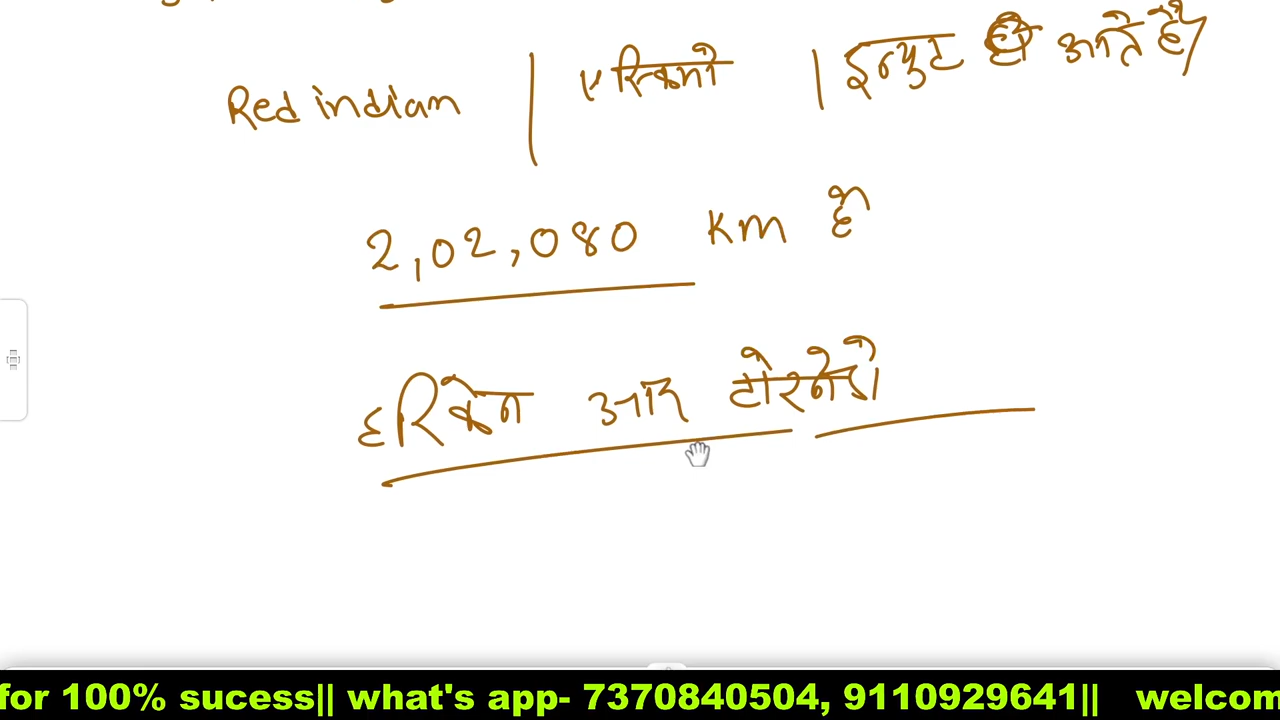 Red indian | एस्किमो | इन्युट हो आते है/
2,02,080 km है
हरिकेन आर टोरनेडो
for 100% sucess|| what's app- 7370840504, 9110929641|| welcom